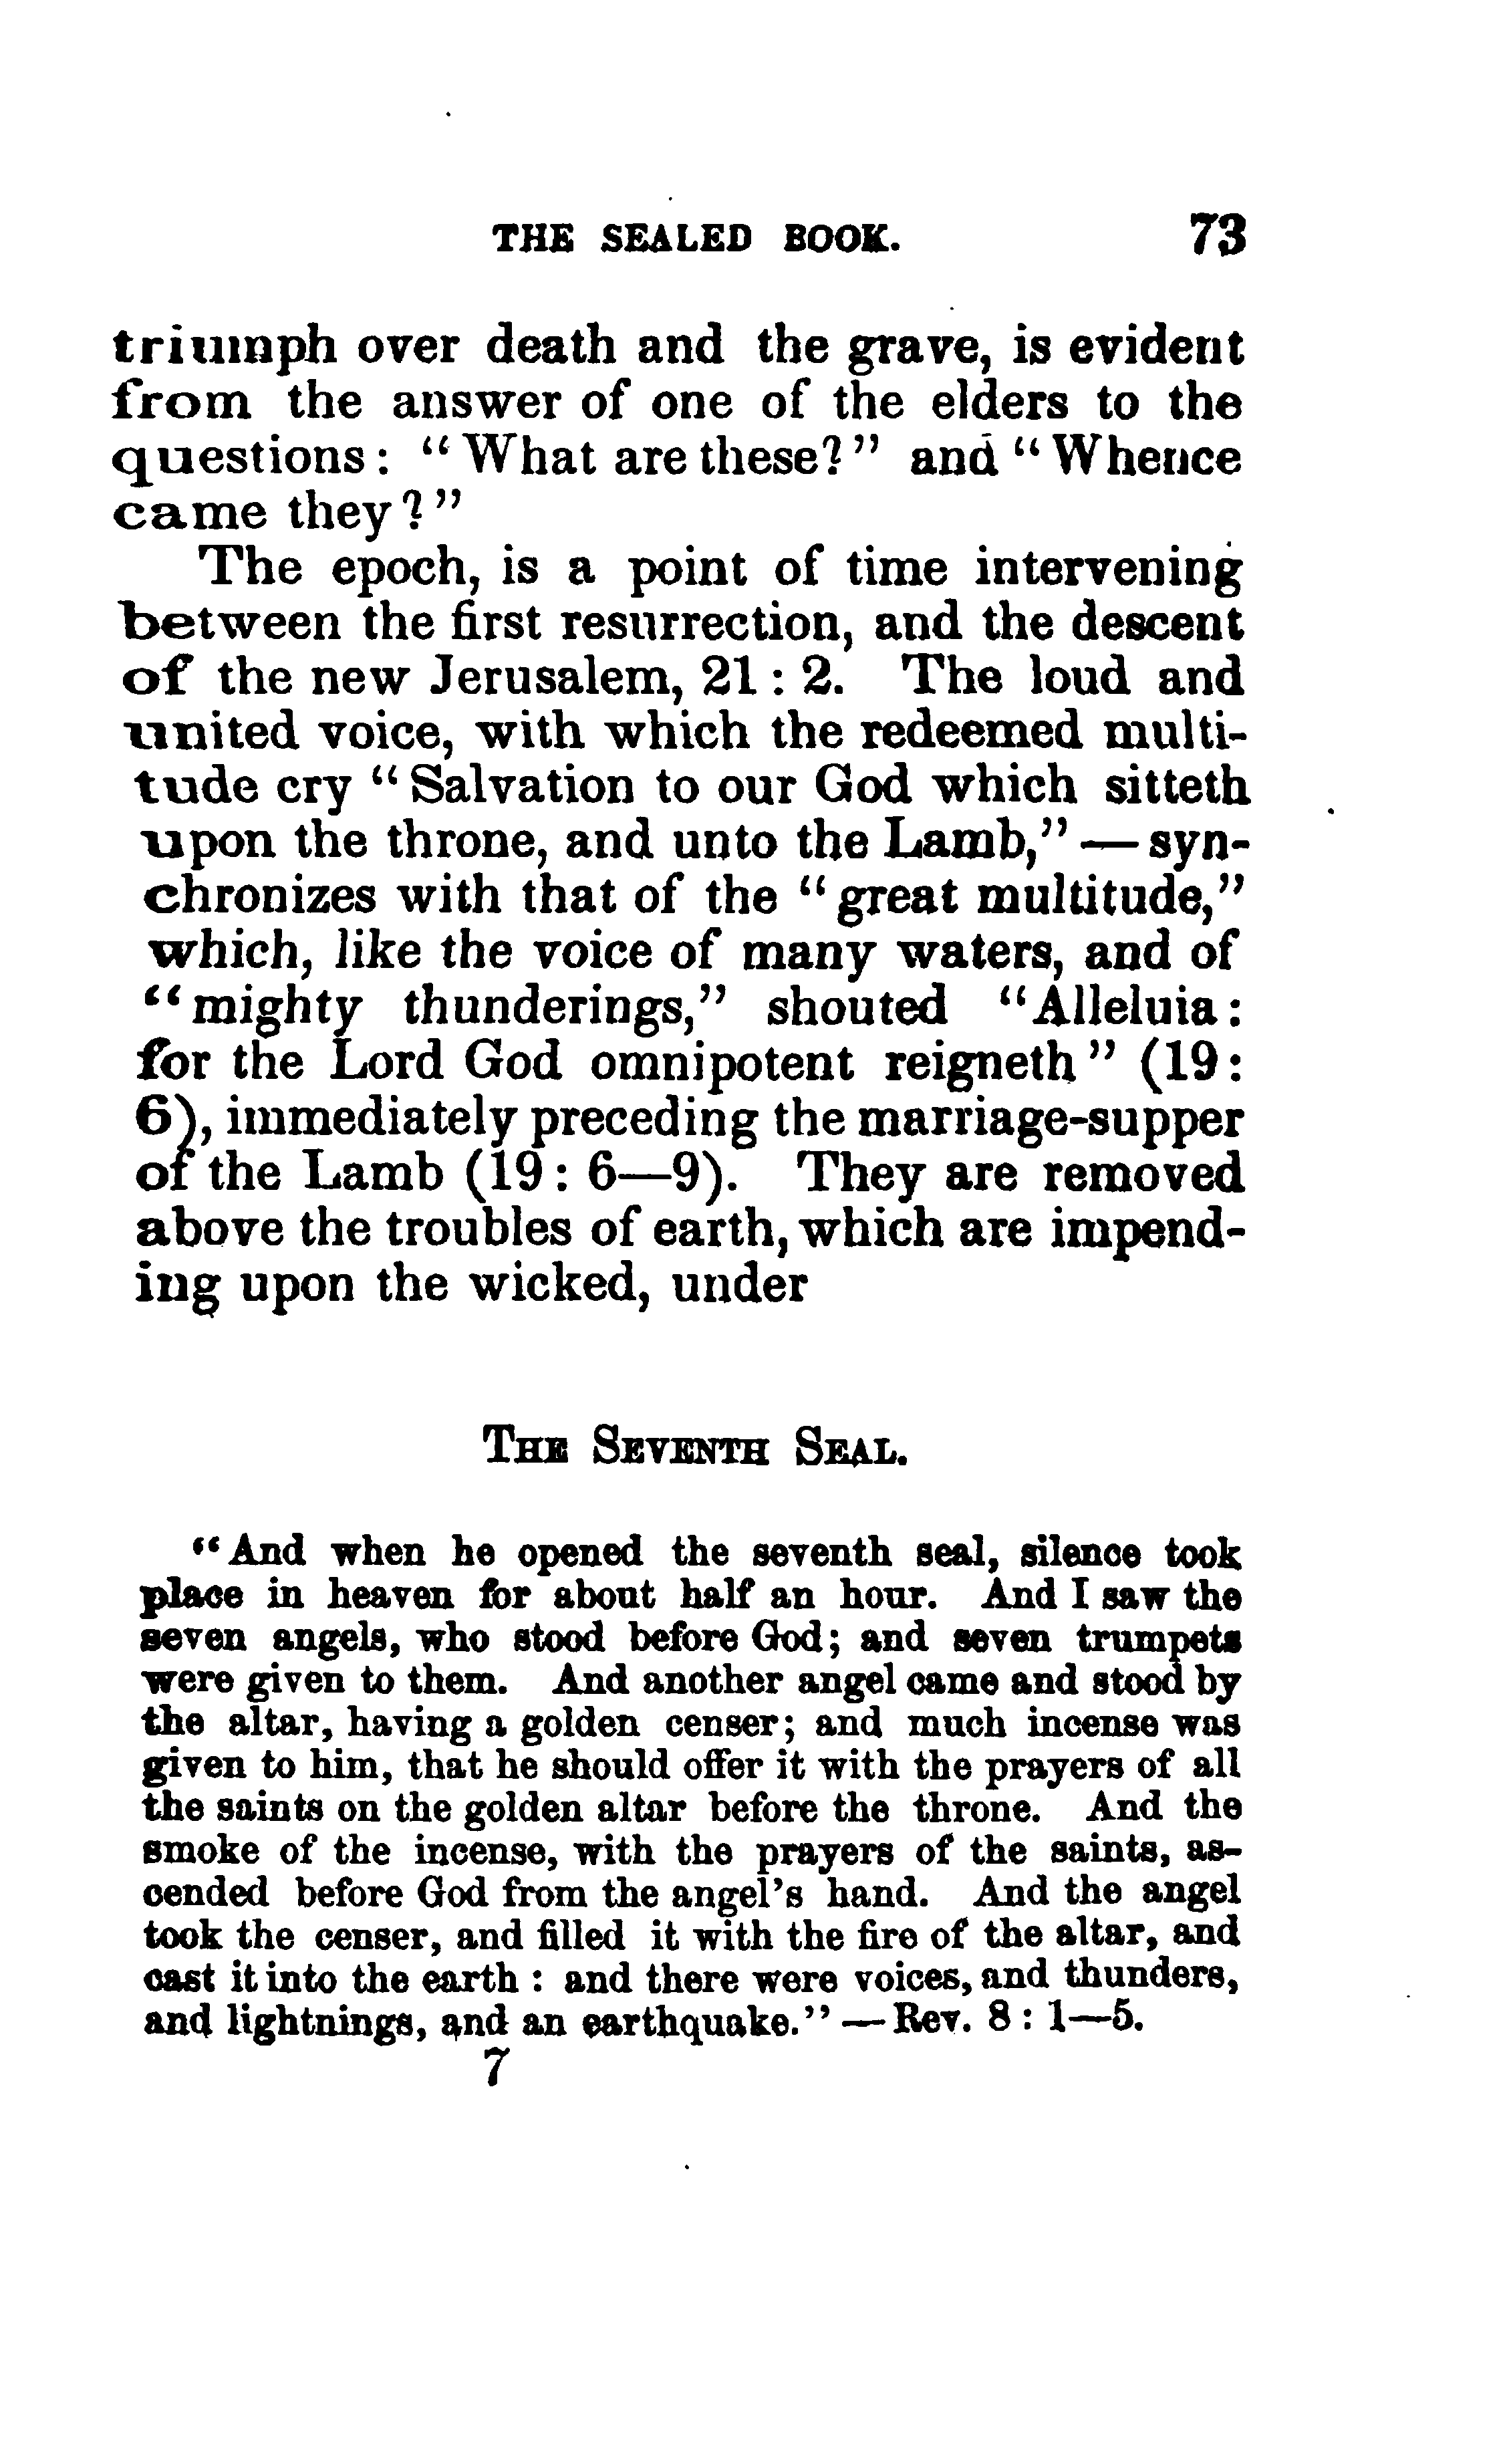 THE SEALED BOOK. 73
triumph over death and the grave, is evident
from the answer of one of the elders to the
questions: "What are these?" and "Whence
came they?"
The epoch, is a point of time intervening
between the first resurrection, and the descent
of the new Jerusalem, 21: 2. The loud and
united voice, with which the redeemed multi-
tude cry "Salvation to our God which sitteth
upon the throne, and unto the Lamb,"—syn-
chronizes with that of the "great multitude,"
which, like the voice of many waters, and of
"mighty thunderings," shouted "Alleluia:
for the Lord God omnipotent reigneth" (19:
6), immediately preceding the marriage-supper
of the Lamb (19: 6—9). They are removed
above the troubles of earth, which are impend-
ing upon the wicked, under
THE SEVENTH SEAL.
"And when he opened the seventh seal, silence took
place in heaven for about half an hour. And I saw the
seven angels, who stood before God; and seven trumpets
were given to them. And another angel came and stood by
the altar, having a golden censer; and much incense was
given to him, that he should offer it with the prayers of all
the saints on the golden altar before the throne. And the
smoke of the incense, with the prayers of the saints, as-
cended before God from the angel's hand. And the angel
took the censer, and filled it with the fire of the altar, and
cast it into the earth: and there were voices, and thunders,
and lightnings, and an earthquake."—Rev. 8: 1—5.
7